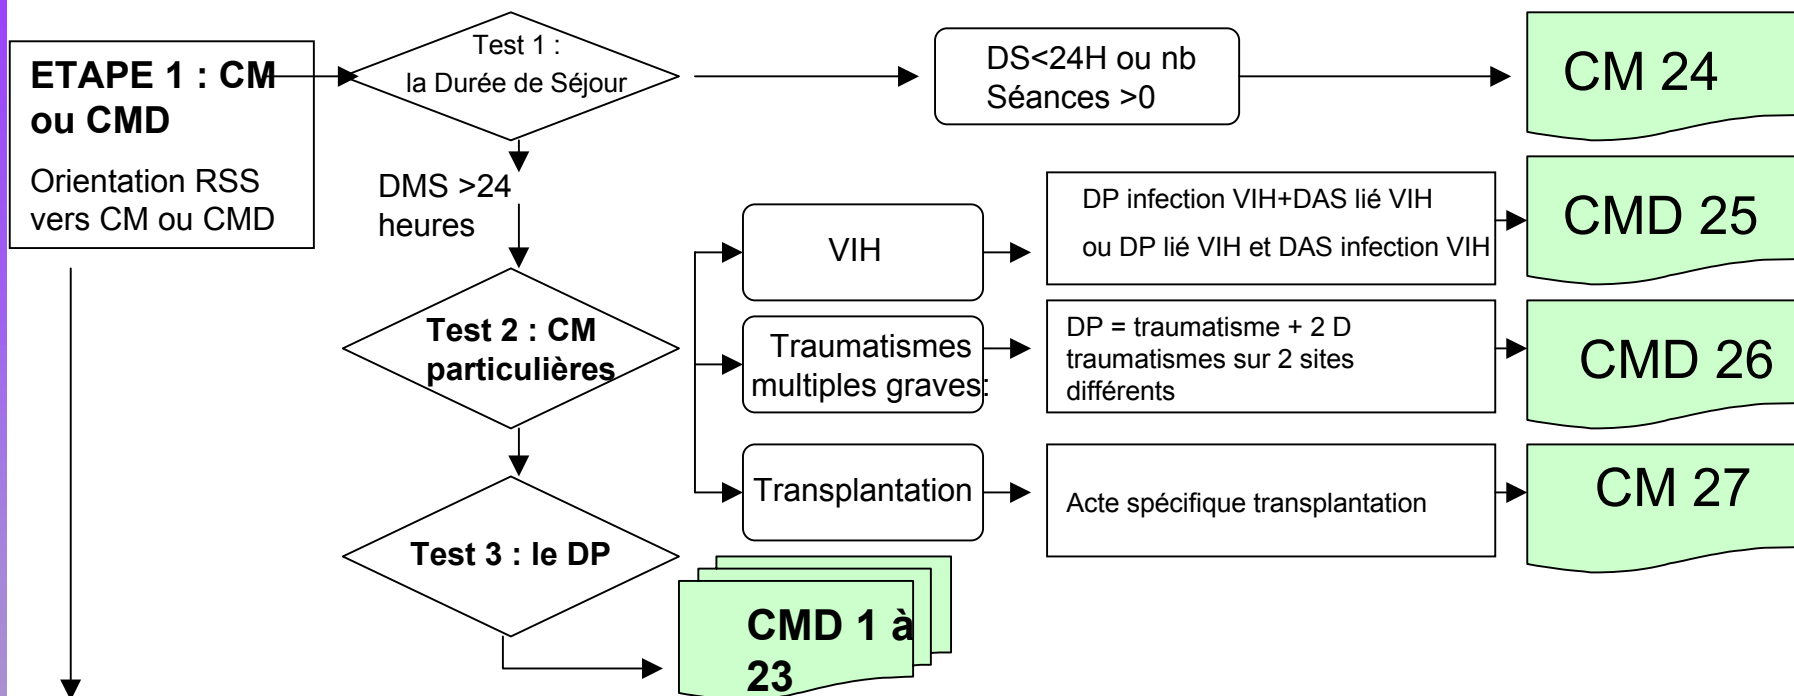 ETAPE 1 : CM
ou CMD
Orientation RSS
vers CM ou CMD
Test 1 :
la Durée de Séjour
DS<24H ou nb
Séances >0
CM 24
DMS >24
heures
VIH
DP infection VIH+DAS lié VIH
ou DP lié VIH et DAS infection VIH
CMD 25
Test 2 : CM
particulières
Traumatismes
multiples graves:
DP = traumatisme + 2 D
traumatismes sur 2 sites
différents
CMD 26
Transplantation
Acte spécifique transplantation
CM 27
Test 3 : le DP
CMD 1 à
23